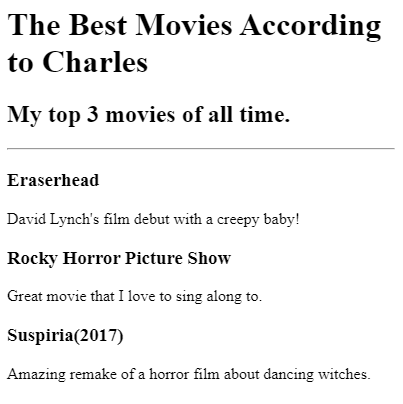 The Best Movies According
to Charles
My top 3 movies of all time.
Eraserhead
David Lynch's film debut with a creepy baby!
Rocky Horror Picture Show
Great movie that I love to sing along to.
Suspiria(2017)
Amazing remake of a horror film about dancing witches.